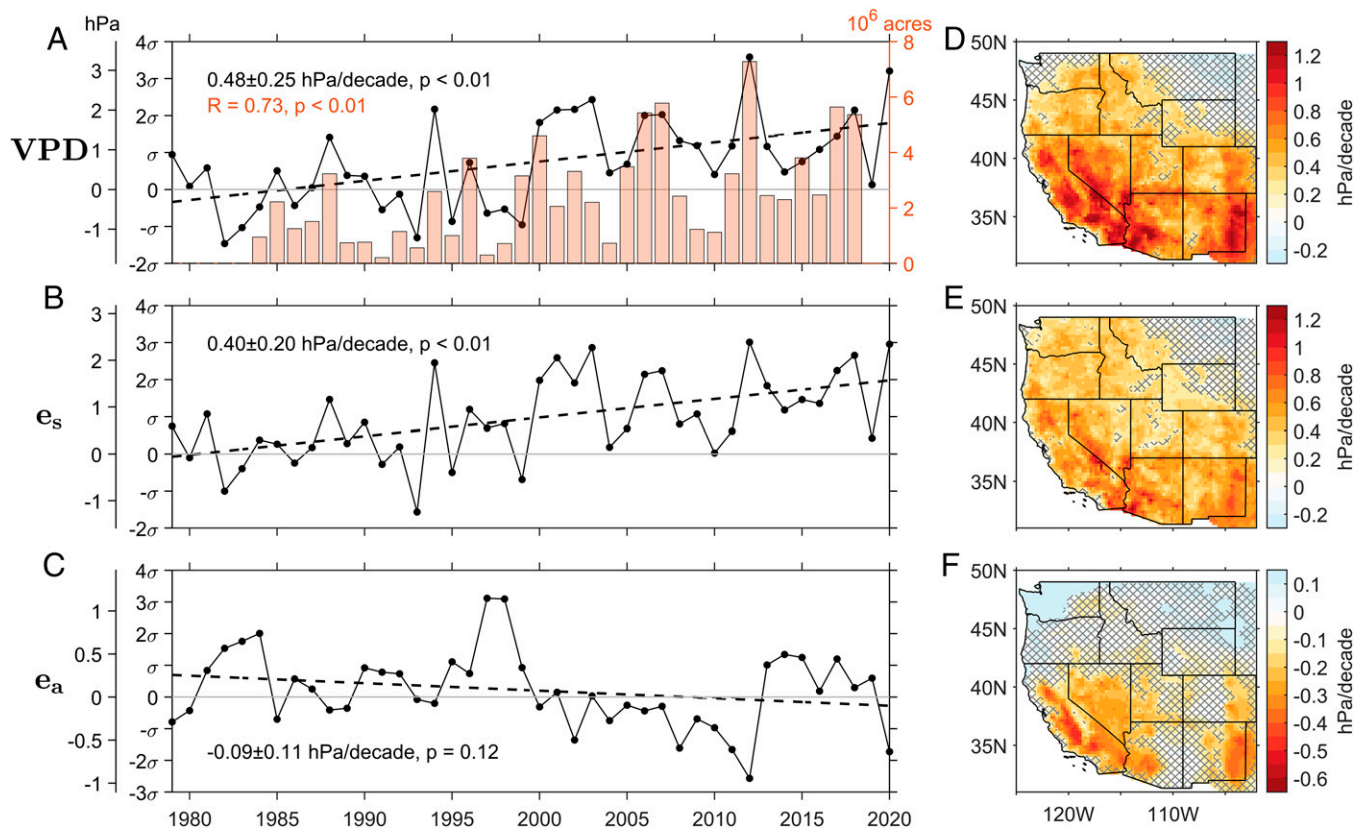 A
hPa
10⁶ acres
VPD
3
2
1
0
-1
4σ
3σ
2σ
σ
0
-σ
-2σ
0.48±0.25 hPa/decade, p < 0.01
R = 0.73, p < 0.01
8
6
4
2
0
D
50N
45N
40N
35N
1.2
1
0.8
0.6
0.4
0.2
0
-0.2
hPa/decade
B
eₛ
3
2
1
0
-1
4σ
3σ
2σ
σ
0
-σ
-2σ
0.40±0.20 hPa/decade, p < 0.01
E
50N
45N
40N
35N
1.2
1
0.8
0.6
0.4
0.2
0
-0.2
hPa/decade
C
eₐ
1
0.5
0
-0.5
-1
4σ
3σ
2σ
σ
0
-σ
-2σ
-3σ
-0.09±0.11 hPa/decade, p = 0.12
1980 1985 1990 1995 2000 2005 2010 2015 2020
F
50N
45N
40N
35N
120W 110W
0.1
0
-0.1
-0.2
-0.3
-0.4
-0.5
-0.6
hPa/decade